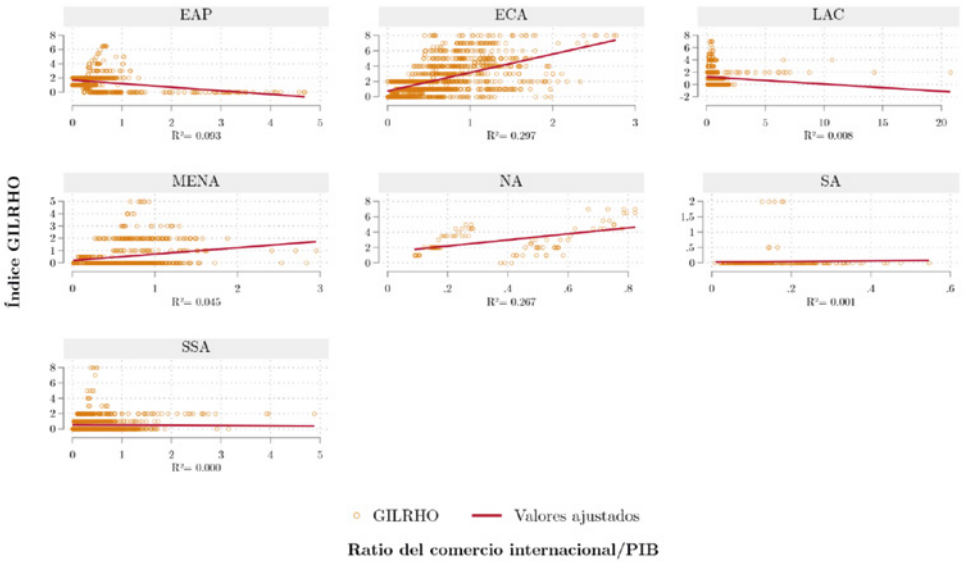 EAP
ECA
LAC
8
6
4
2
0
0 1 2 3 4 5
R²= 0.093
8
6
4
2
0
0 1 2 3
R²= 0.297
8
6
4
2
0
-2
0 5 10 15 20
R²= 0.008
Índice GILRHO
MENA
NA
SA
5
4
3
2
1
0
0 1 2 3
R²= 0.045
8
6
4
2
0
0 .2 .4 .6 .8
R²= 0.267
2
1.5
1
.5
0
0 .2 .4 .6
R²= 0.001
SSA
8
6
4
2
0
0 1 2 3 4 5
R²= 0.000
GILRHO Valores ajustados
Ratio del comercio internacional/PIB